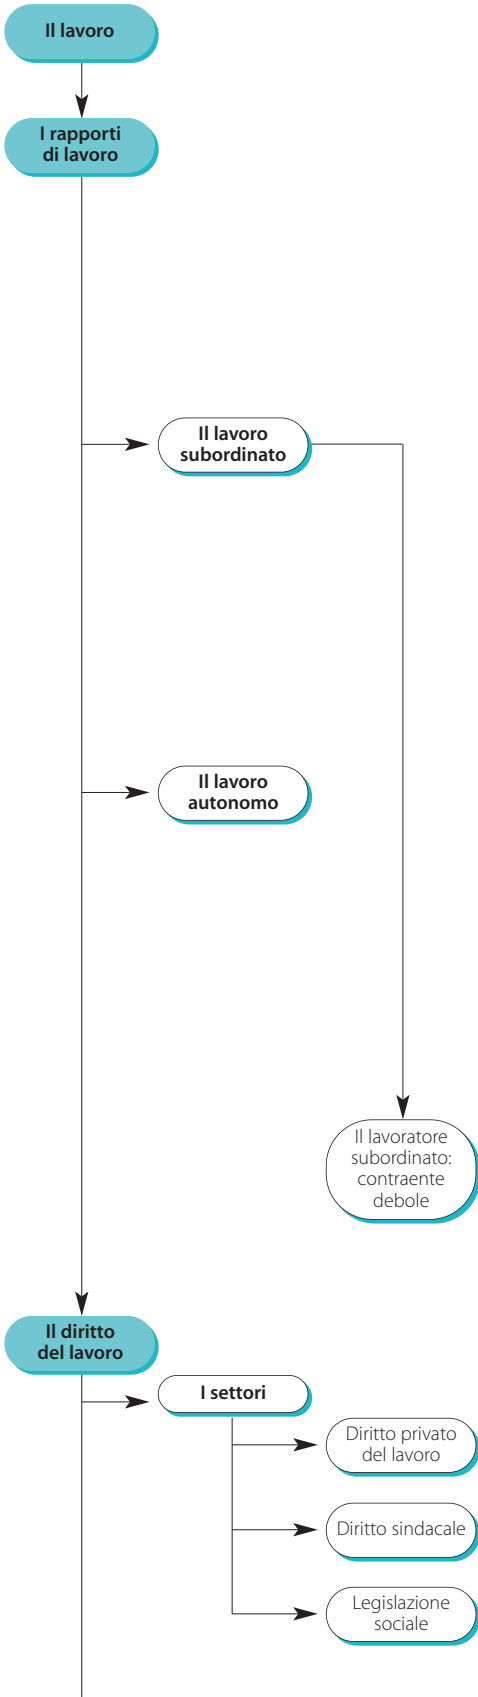 Il lavoro
I rapporti
di lavoro
Il lavoro
subordinato
Il lavoro
autonomo
Il lavoratore
subordinato:
contraente
debole
Il diritto
del lavoro
I settori
Diritto privato
del lavoro
Diritto sindacale
Legislazione
sociale